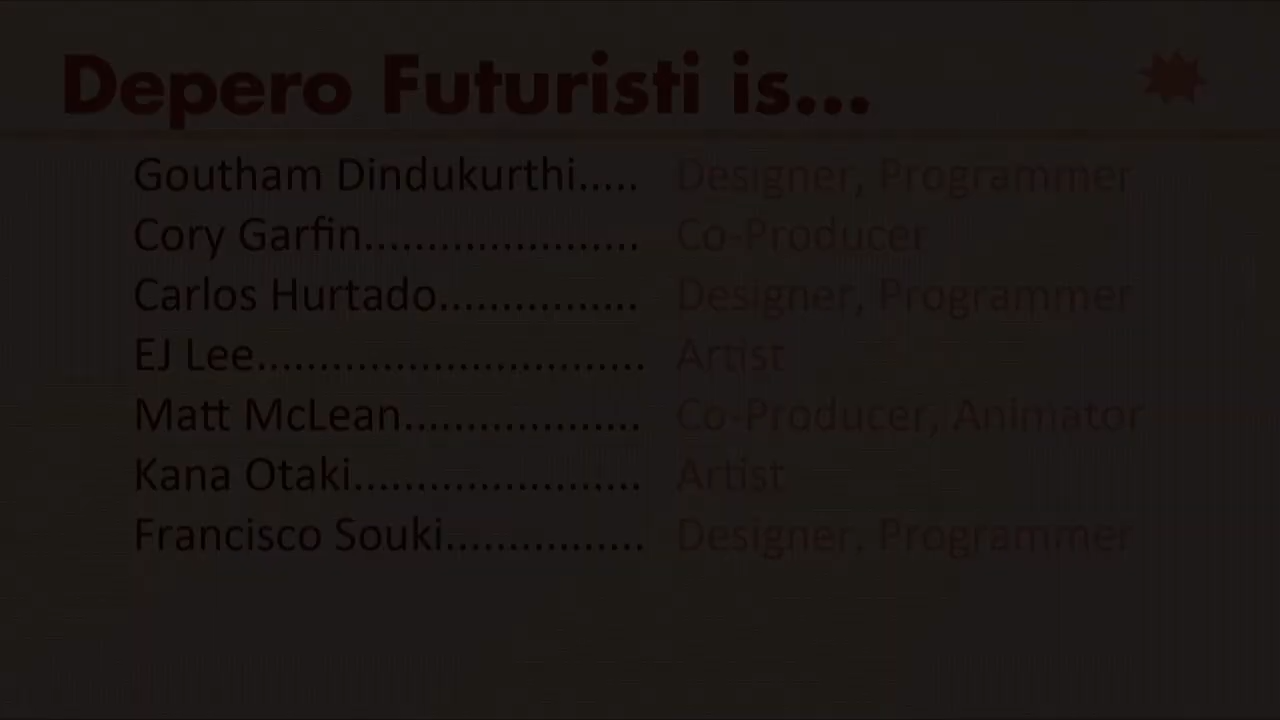 Depero Futuristi is...
Goutham Dindukurthi..... Designer, Programmer
Cory Garfin...................... Co-Producer
Carlos Hurtado................ Designer, Programmer
EJ Lee............................... Artist
Matt McLean................... Co-Producer, Animator
Kana Otaki....................... Artist
Francisco Souki................ Designer, Programmer